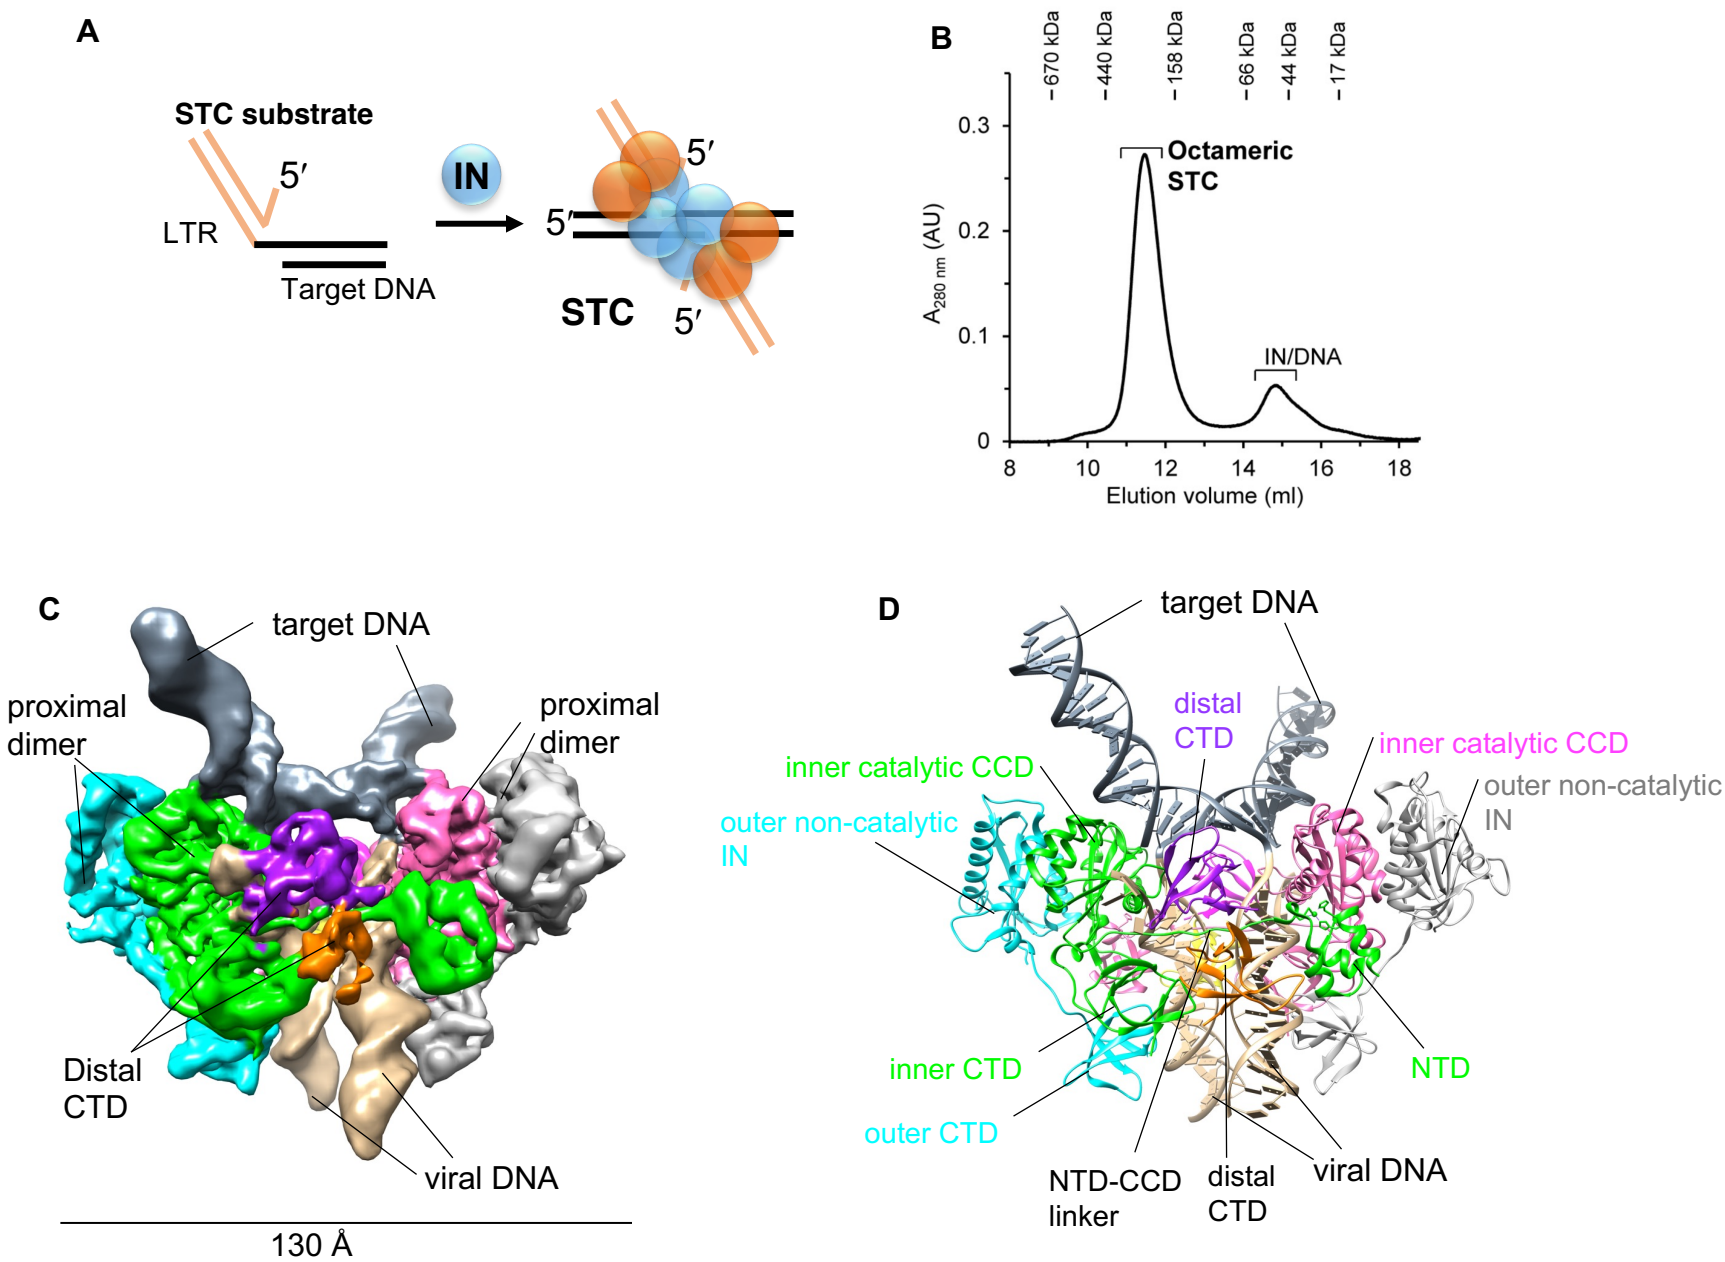 A
STC substrate
5′
LTR
Target DNA
IN
5′
5′
STC
5′
B
– 670 kDa
– 440 kDa
– 158 kDa
– 66 kDa
– 44 kDa
– 17 kDa
0.3
0.2
0.1
0
A280 nm (AU)
Octameric
STC
IN/DNA
8 10 12 14 16 18
Elution volume (ml)
C
target DNA
proximal
dimer
proximal
dimer
Distal
CTD
viral DNA
130 Å
D
target DNA
distal
CTD
inner catalytic CCD
inner catalytic CCD
outer non-catalytic
IN
outer non-catalytic
IN
inner CTD
NTD
outer CTD
NTD-CCD
linker
distal
CTD
viral DNA